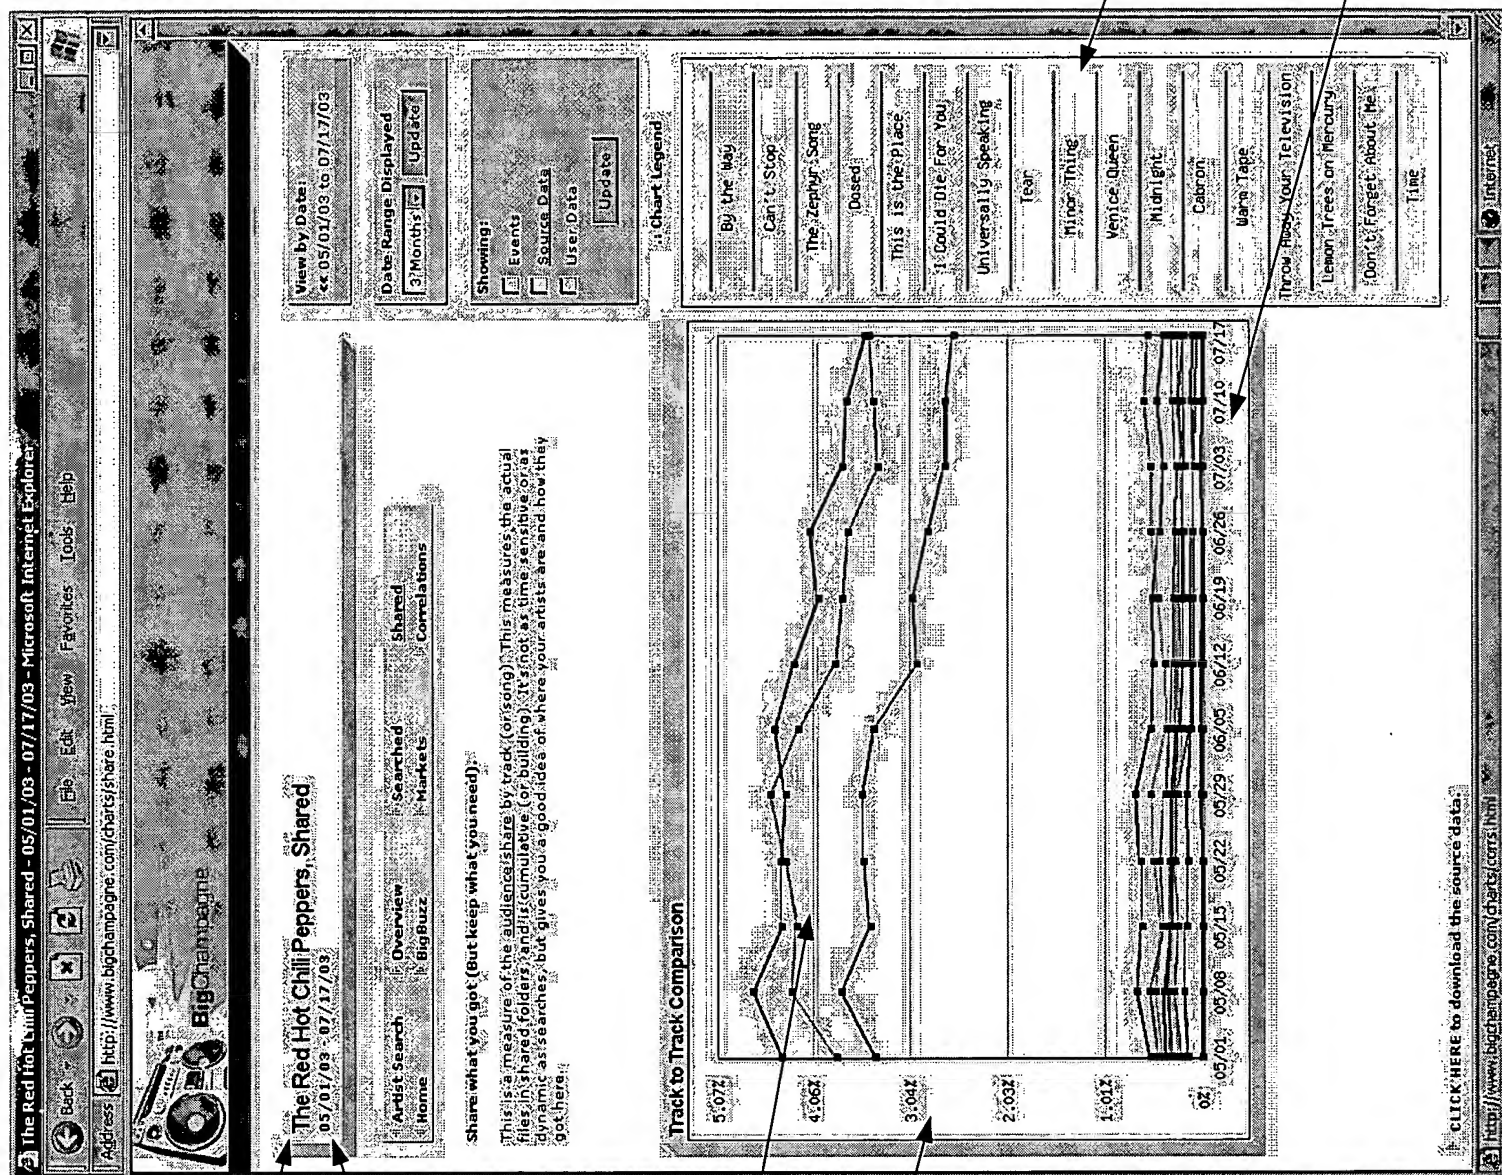 The Red Hot Chili Peppers, Shared - 05/01/03 - 07/17/03 - Microsoft Internet Explorer
Back
File Edit View Favorites Tools Help
Address http://www.bigchampagne.com/charts/share.html
BigChampagne
The Red Hot Chili Peppers, Shared
05/01/03 - 07/17/03
Artist Search Overview Searched Shared
Home BigBuzz Markets Correlations
Share what you got (But keep what you need).
This is a measure of the audience share by track (or song). This measures the actual
files in shared folders, and is cumulative (or building). It's not as time sensitive or as
dynamic as searches, but gives you a good idea of where your artists are and how they
got here.
View by Date:
<< 05/01/03 to 07/17/03
Date Range Displayed
3 Months Update
Showing:
Events
Source Data
User Data
Update
Track to Track Comparison
5.07%
4.06%
3.04%
2.03%
1.01%
0%
05/01 05/08 05/15 05/22 05/29 06/05 06/12 06/19 06/26 07/03 07/10 07/17
Chart Legend
By the Way
Can't Stop
The Zephyr Song
Dosed
This is the Place
I Could Die For You
Universally Speaking
Tear
Minor Thing
Venice Queen
Midnight
Cabron
Warm Tape
Throw Away Your Television
Lemon Trees on Mercury
Don't Forget About Me
Time
CLICK HERE to download the source data.
http://www.bigchampagne.com/charts/corrs.html
Internet